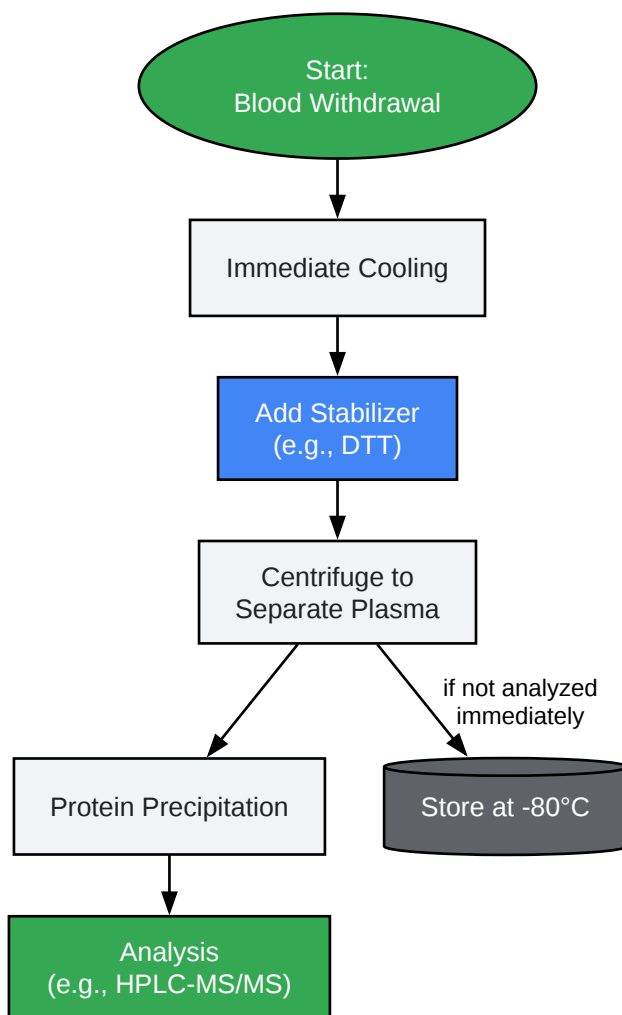 Start:
Blood Withdrawal
Immediate Cooling
Add Stabilizer
(e.g., DTT)
Centrifuge to
Separate Plasma
if not analyzed
immediately
Protein Precipitation
Store at -80°C
Analysis
(e.g., HPLC-MS/MS)